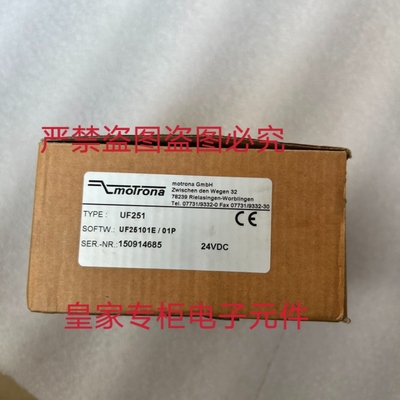 严禁盗图盗图必究
motrona
motrona GmbH
Zwischen den Wegen 32
78239 Rielasingen-Worblingen
Tel. 07731/9332-0 Fax 07731/9332-30
CE
TYPE : UF251
SOFTW.: UF25101E / 01P
SER.-NR.: 150914685 24VDC
皇家专柜电子元件